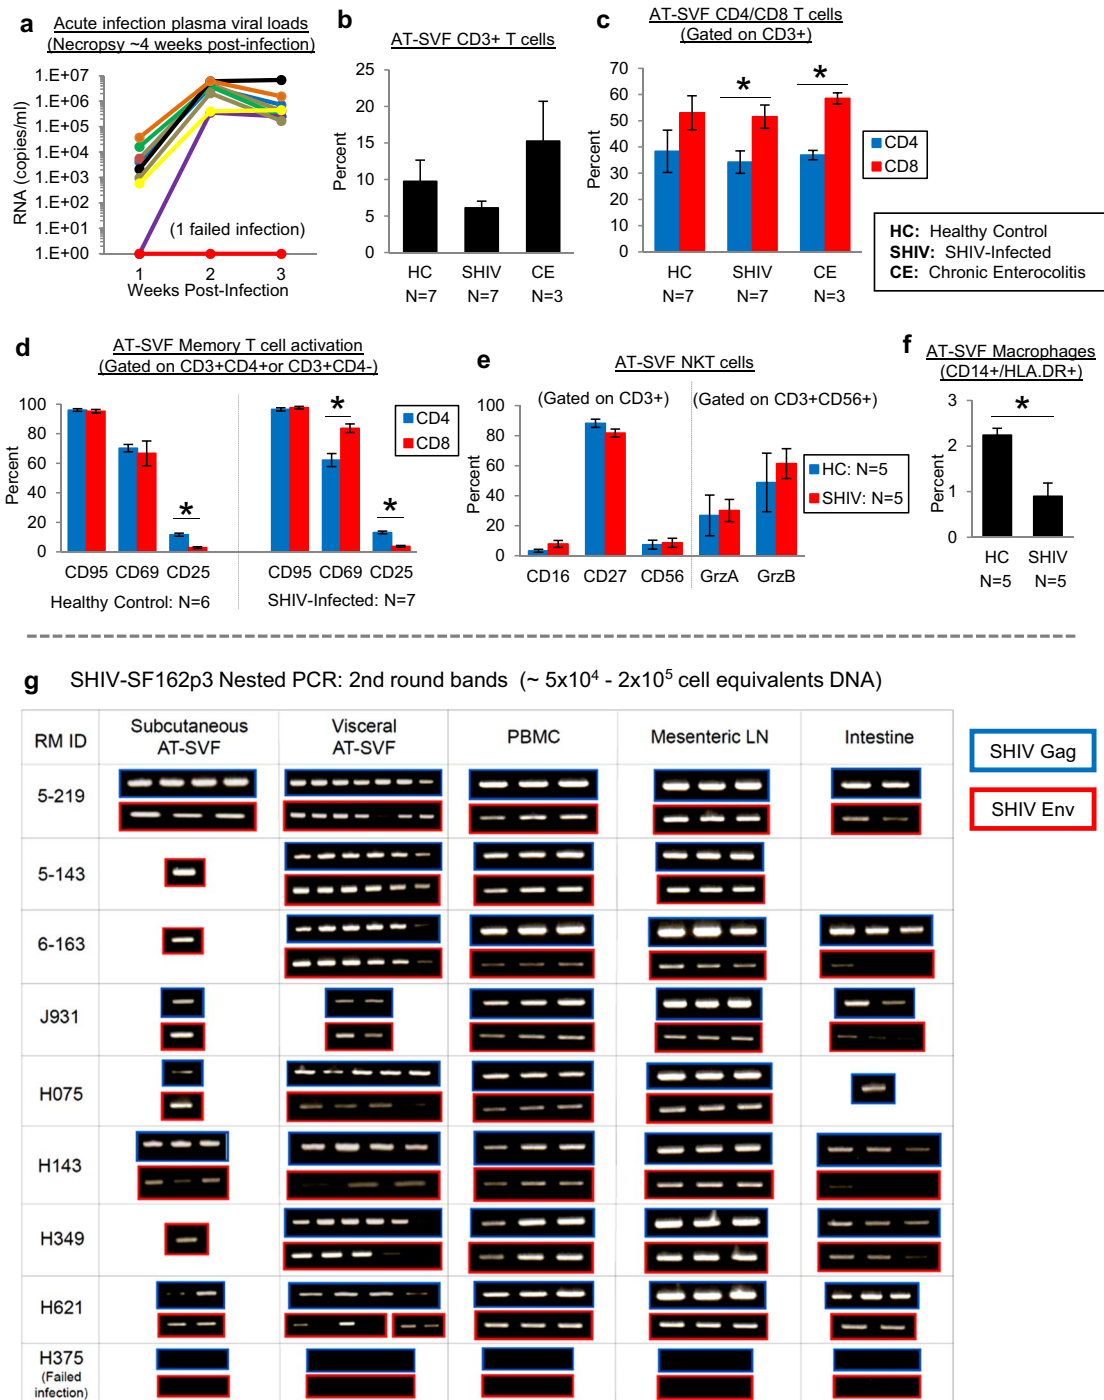 a
Acute infection plasma viral loads
(Necropsy ~4 weeks post-infection)
RNA (copies/ml)
1.E+07
1.E+06
1.E+05
1.E+04
1.E+03
1.E+02
1.E+01
1.E+00
(1 failed infection)
1 2 3
Weeks Post-Infection
b
AT-SVF CD3+ T cells
Percent
25
20
15
10
5
0
HC SHIV CE
N=7 N=7 N=3
c
AT-SVF CD4/CD8 T cells
(Gated on CD3+)
Percent
70
60
50
40
30
20
10
0
* *
HC SHIV CE
N=7 N=7 N=3
CD4
CD8
HC: Healthy Control
SHIV: SHIV-Infected
CE: Chronic Enterocolitis
d
AT-SVF Memory T cell activation
(Gated on CD3+CD4+or CD3+CD4-)
Percent
100
80
60
40
20
0
* * *
CD4
CD8
CD95 CD69 CD25 CD95 CD69 CD25
Healthy Control: N=6 SHIV-Infected: N=7
e
AT-SVF NKT cells
(Gated on CD3+) (Gated on CD3+CD56+)
Percent
100
80
60
40
20
0
HC: N=5
SHIV: N=5
CD16 CD27 CD56 GrzA GrzB
f
AT-SVF Macrophages
(CD14+/HLA.DR+)
Percent
3
2
1
0
*
HC SHIV
N=5 N=5
g SHIV-SF162p3 Nested PCR: 2nd round bands (~ 5x10⁴ - 2x10⁵ cell equivalents DNA)
RM ID Subcutaneous AT-SVF Visceral AT-SVF PBMC Mesenteric LN Intestine
SHIV Gag
SHIV Env
5-219
5-143
6-163
J931
H075
H143
H349
H621
H375
(Failed
infection)